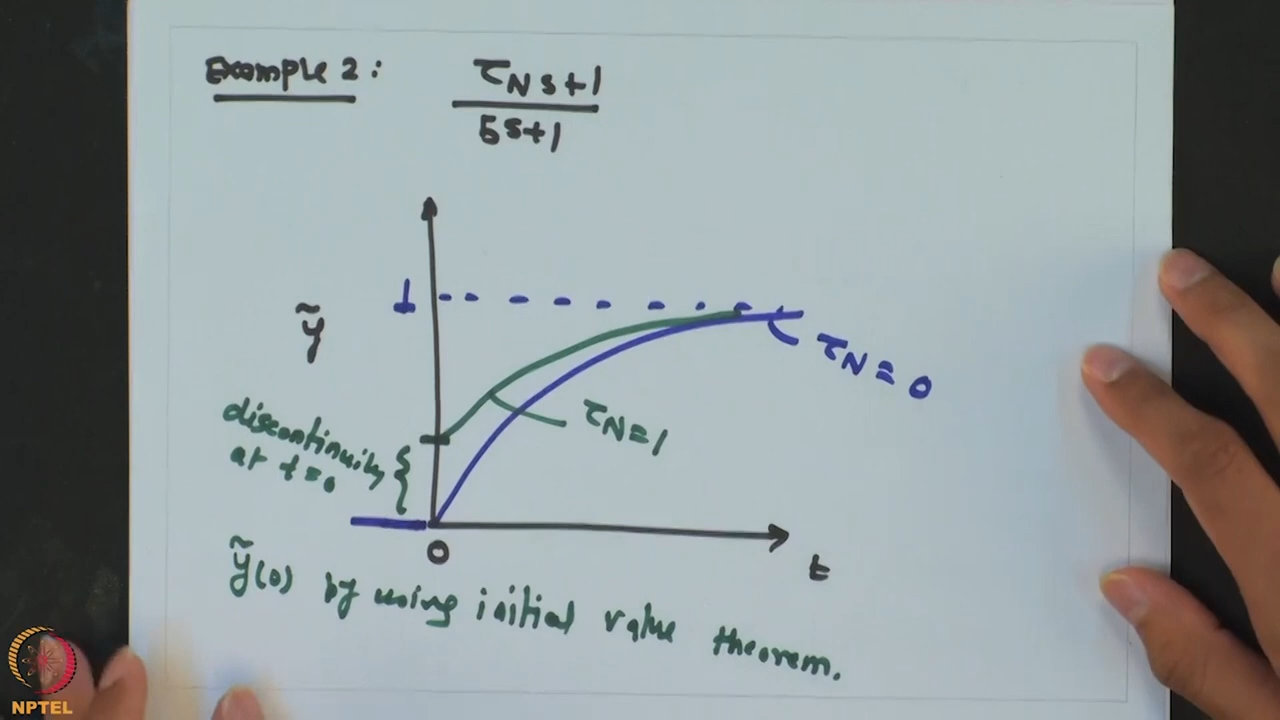 Example 2:
τN s+1
5s+1
1
ỹ
τN = 0
τN=1
discontinuity
at t=0
0
t
ỹ(0) by using initial value theorem.
NPTEL